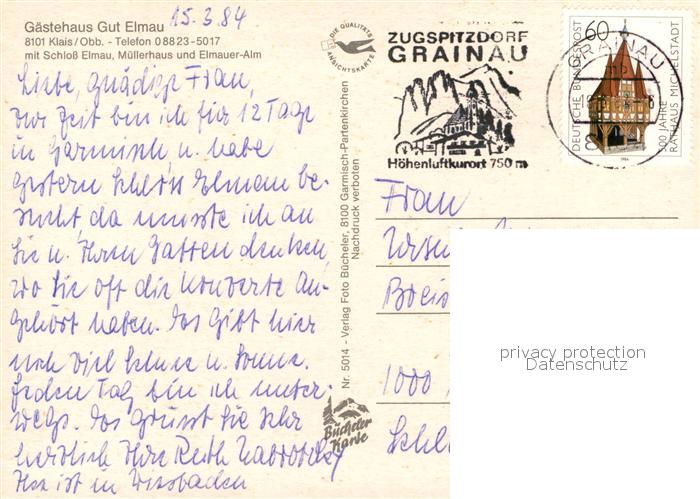 Gästehaus Gut Elmau
8101 Klais/Obb. - Telefon 08823-5017
mit Schloß Elmau, Müllerhaus und Elmauer-Alm
15.3.84
Liebe, gnädige Frau,
zur Zeit bin ich für 12 Tage
in Garmisch u. habe
gestern Schloss Elmau be-
sucht, da musste ich an
Sie u. Ihren Gatten denken,
wo Sie oft die Konzerte an-
gehört haben. Es gibt hier
noch viel Schnee u. Sonne.
Jeden Tag bin ich unter-
wegs. Es grüsst Sie sehr
herzlich Ihre Ruth
ist in Wiesbaden
DIE QUALITÄTS
ANSICHTSKARTE
Nr. 5014 - Verlag Foto Bücheler, 8100 Garmisch-Partenkirchen
Nachdruck verboten
Bücheler
Karte
ZUGSPITZDORF
GRAINAU
Höhenluftkurort 750 m
GRAINAU
60
DEUTSCHE BUNDESPOST
500 JAHRE
RATHAUS MICHELSTADT
1984
Frau
1000
privacy protection
Datenschutz